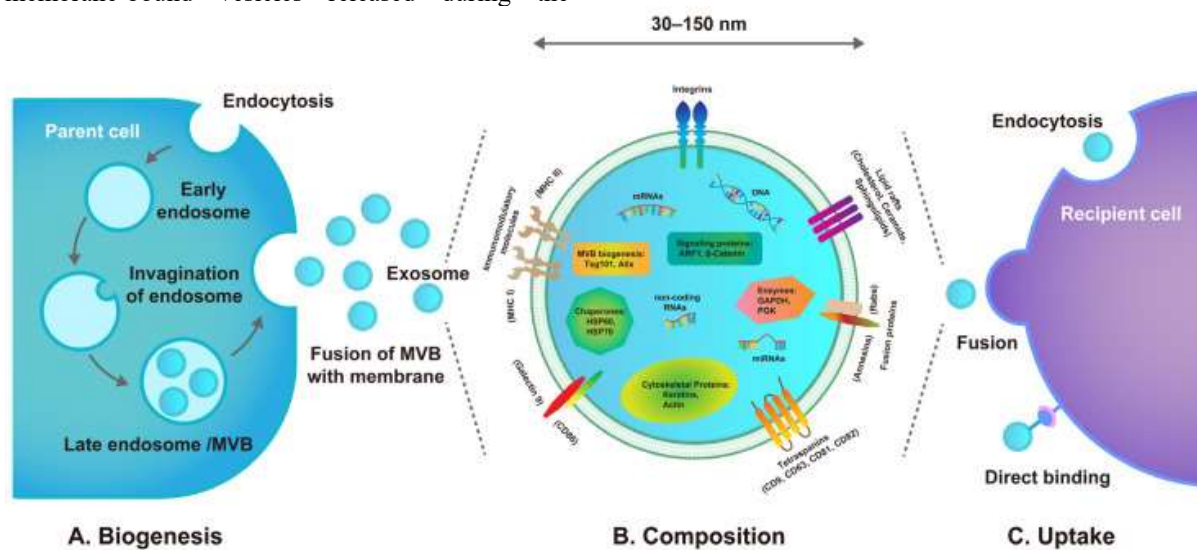 30–150 nm
Endocytosis
Parent cell
Early
endosome
Invagination
of endosome
Late endosome /MVB
Exosome
Fusion of MVB
with membrane
A. Biogenesis
Integrins
(MHC II)
Immunomodulatory
molecules
(MHC I)
mRNAs
DNA
Lipid rafts
(Cholesterol, Ceramide,
Sphingolipids)
MVB biogenesis:
Tsg101, Alix
Signaling proteins:
ARF1, β-Catenin
Chaperones:
HSP60,
HSP70
non-coding
RNAs
Enzymes:
GAPDH,
PGK
miRNAs
(Rabs)
Fusion proteins
(Annexins)
Cytoskeletal Proteins:
Keratins,
Actin
(Galectin 9)
(CD86)
Tetraspanins
(CD9, CD63, CD81, CD82)
B. Composition
Endocytosis
Recipient cell
Fusion
Direct binding
C. Uptake